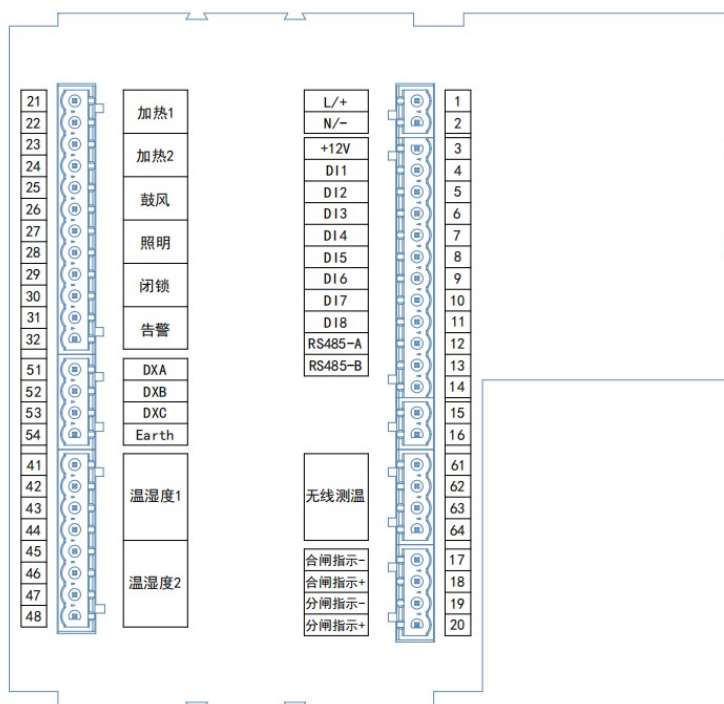 21 加热1 L/+ 1
22 N/- 2
23 加热2 +12V 3
24 DI1 4
25 鼓风 DI2 5
26 DI3 6
27 照明 DI4 7
28 DI5 8
29 闭锁 DI6 9
30 DI7 10
31 告警 DI8 11
32 RS485-A 12
51 DXA RS485-B 13
52 DXB 14
53 DXC 15
54 Earth 16
41 温湿度1 无线测温 61
42 62
43 63
44 64
45 温湿度2 合闸指示- 17
46 合闸指示+ 18
47 分闸指示- 19
48 分闸指示+ 20